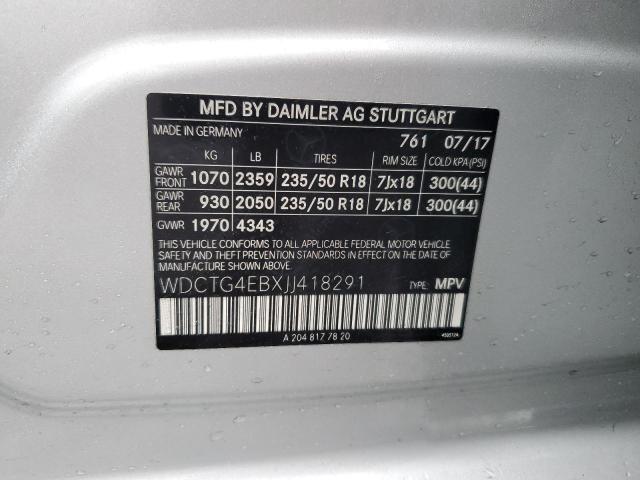 MFD BY DAIMLER AG STUTTGART
MADE IN GERMANY 761 07/17
KG LB TIRES RIM SIZE COLD KPA (PSI)
GAWR FRONT 1070 2359 235/50 R18 7Jx18 300(44)
GAWR REAR 930 2050 235/50 R18 7Jx18 300(44)
GVWR 1970 4343
THIS VEHICLE CONFORMS TO ALL APPLICABLE FEDERAL MOTOR VEHICLE
SAFETY AND THEFT PREVENTION STANDARDS IN EFFECT ON THE DATE
OF MANUFACTURE SHOWN ABOVE.
WDCTG4EBXJJ418291 TYPE: MPV
A 204 817 78 20